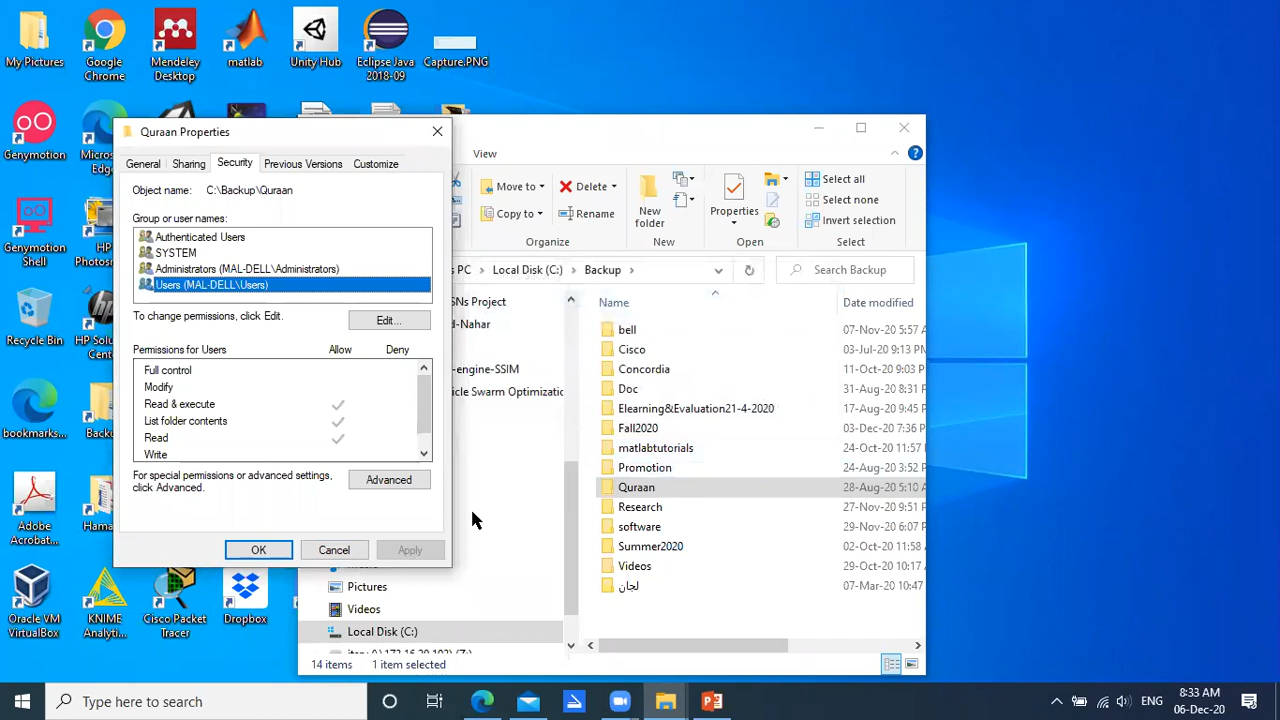 My Pictures
Google Chrome
Mendeley Desktop
matlab
Unity Hub
Eclipse Java 2018-09
Capture.PNG
Genymotion
Genymotion Shell
Recycle Bin
bookmarks...
Adobe Acrobat...
Oracle VM VirtualBox
KNIME Analyti...
Cisco Packet Tracer
Dropbox
Quraan Properties
General Sharing Security Previous Versions Customize
Object name: C:\Backup\Quraan
Group or user names:
Authenticated Users
SYSTEM
Administrators (MAL-DELL\Administrators)
Users (MAL-DELL\Users)
To change permissions, click Edit.
Edit...
Permissions for Users Allow Deny
Full control
Modify
Read & execute
List folder contents
Read
Write
For special permissions or advanced settings,
click Advanced.
Advanced
OK Cancel Apply
View
Move to Delete
Copy to Rename
New folder
Properties
Select all
Select none
Invert selection
Organize New Open Select
PC Local Disk (C:) Backup
Search Backup
SNs Project
d-Nahar
-engine-SSIM
icle Swarm Optimizatio
Pictures
Videos
Local Disk (C:)
Name Date modified
bell 07-Nov-20 5:57
Cisco 03-Jul-20 9:13 PM
Concordia 11-Oct-20 9:03
Doc 31-Aug-20 8:31
Elearning&Evaluation21-4-2020 17-Aug-20 9:45
Fall2020 03-Dec-20 7:36
matlabtutorials 24-Oct-20 11:57
Promotion 24-Aug-20 3:52
Quraan 28-Aug-20 5:10
Research 27-Nov-20 9:51
software 29-Nov-20 6:07
Summer2020 02-Oct-20 11:58
Videos 29-Oct-20 10:17
لجان 07-Mar-20 10:47
14 items 1 item selected
Type here to search
ENG
8:33 AM
06-Dec-20